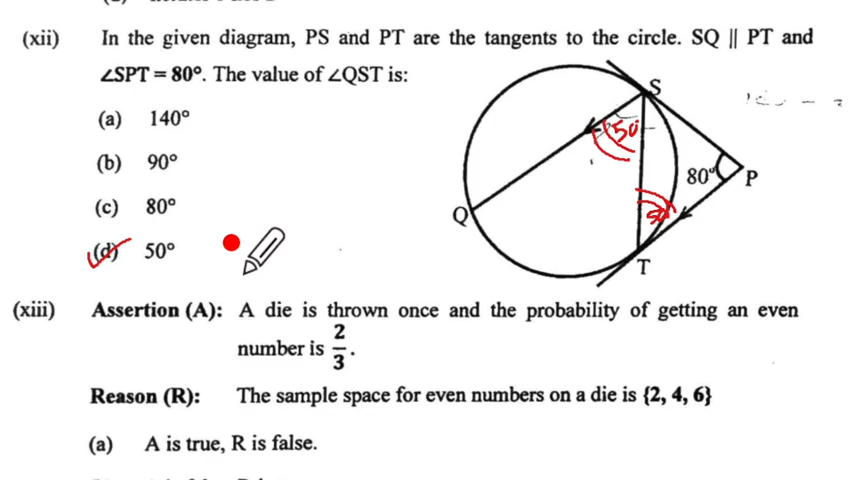 (xii) In the given diagram, PS and PT are the tangents to the circle. SQ || PT and
∠SPT = 80°. The value of ∠QST is:
(a) 140°
(b) 90°
(c) 80°
(d) 50°
S
50
80°
P
Q
50
T
(xiii) Assertion (A): A die is thrown once and the probability of getting an even
number is 2/3.
Reason (R): The sample space for even numbers on a die is {2, 4, 6}
(a) A is true, R is false.